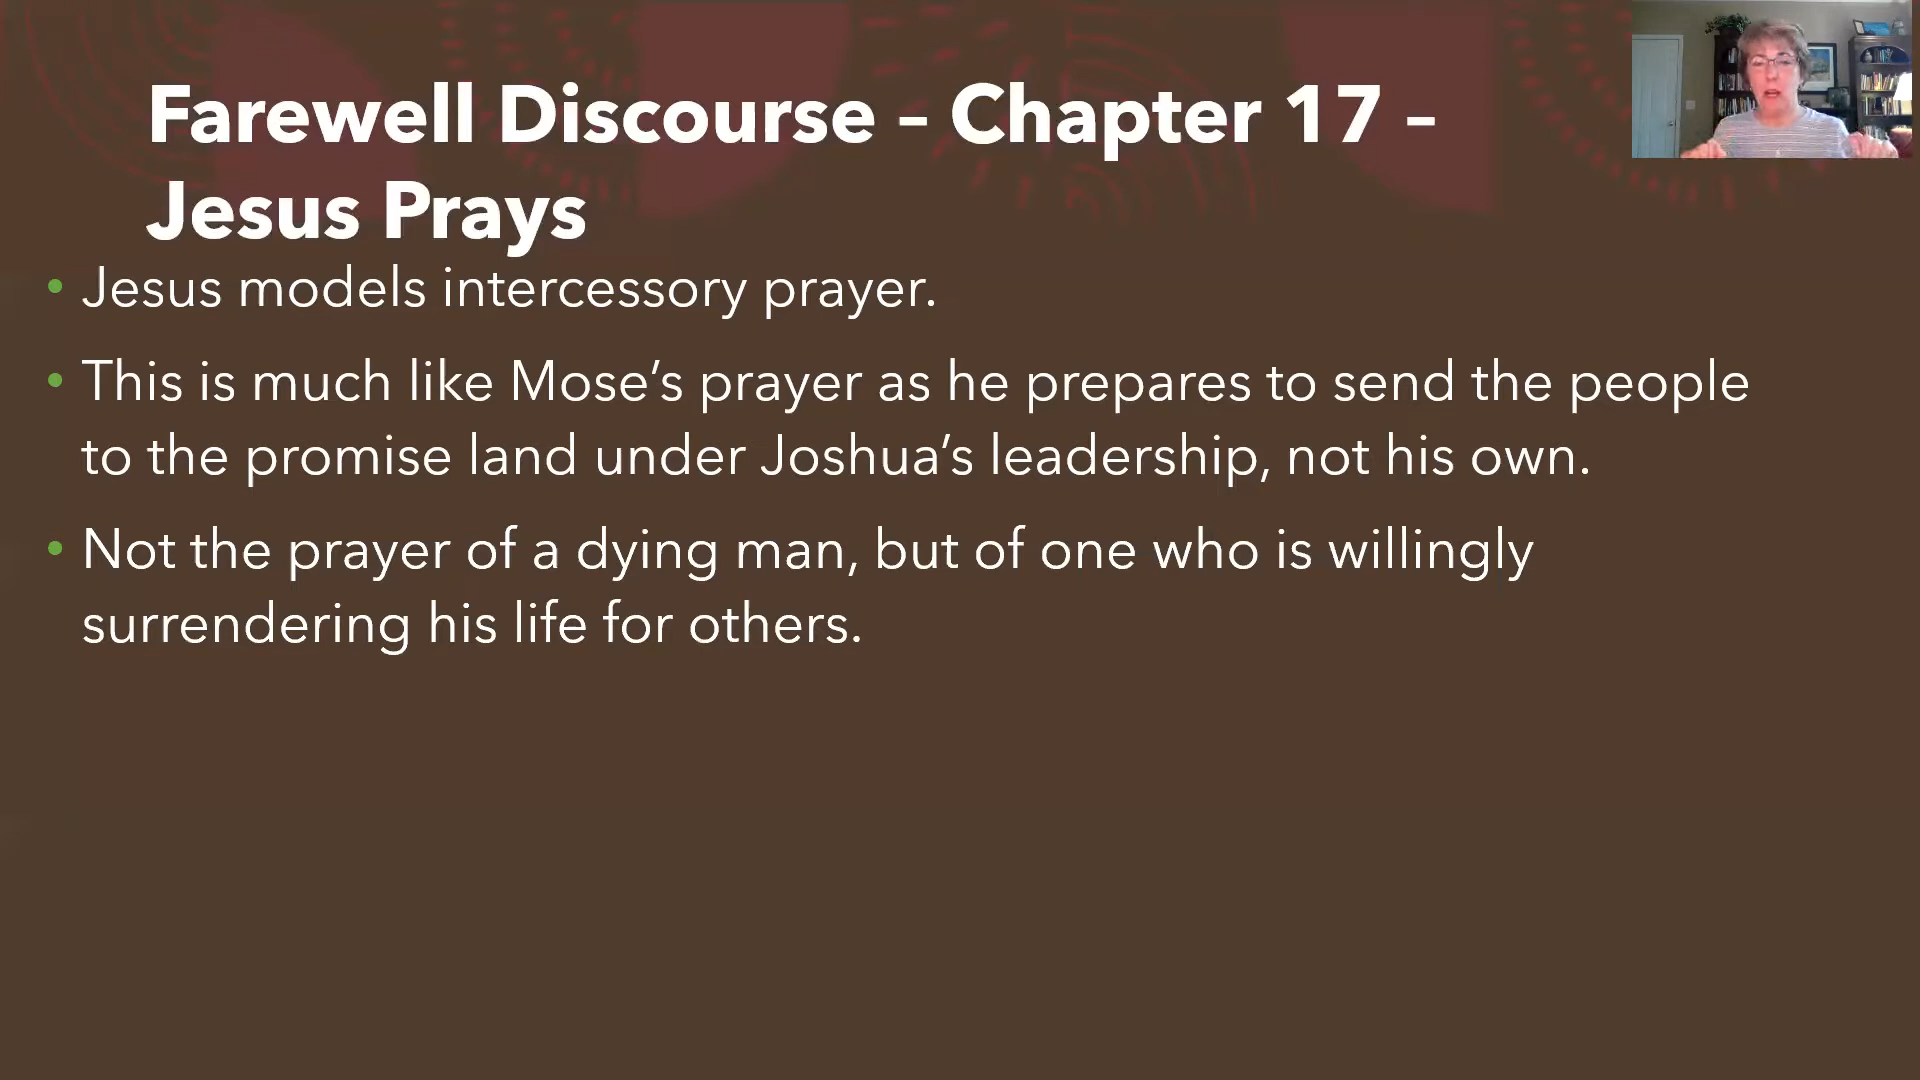 Farewell Discourse – Chapter 17 –
Jesus Prays
• Jesus models intercessory prayer.
• This is much like Mose’s prayer as he prepares to send the people
to the promise land under Joshua’s leadership, not his own.
• Not the prayer of a dying man, but of one who is willingly
surrendering his life for others.